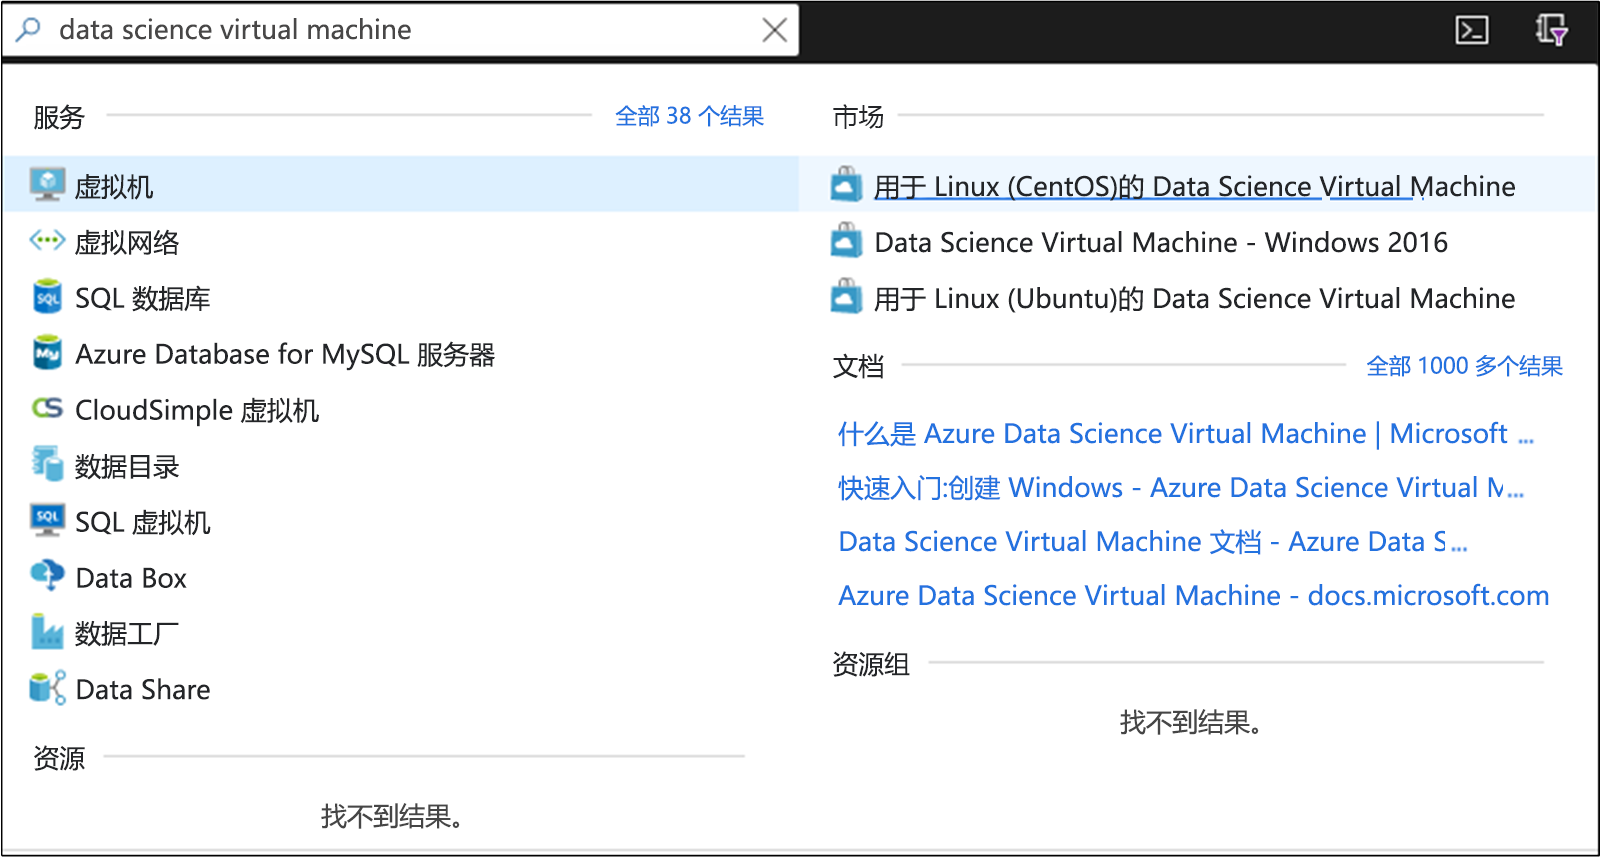 data science virtual machine
服务
全部 38 个结果
虚拟机
虚拟网络
SQL 数据库
Azure Database for MySQL 服务器
CloudSimple 虚拟机
数据目录
SQL 虚拟机
Data Box
数据工厂
Data Share
资源
找不到结果。
市场
用于 Linux (CentOS)的 Data Science Virtual Machine
Data Science Virtual Machine - Windows 2016
用于 Linux (Ubuntu)的 Data Science Virtual Machine
文档
全部 1000 多个结果
什么是 Azure Data Science Virtual Machine | Microsoft ...
快速入门:创建 Windows - Azure Data Science Virtual M...
Data Science Virtual Machine 文档 - Azure Data S...
Azure Data Science Virtual Machine - docs.microsoft.com
资源组
找不到结果。